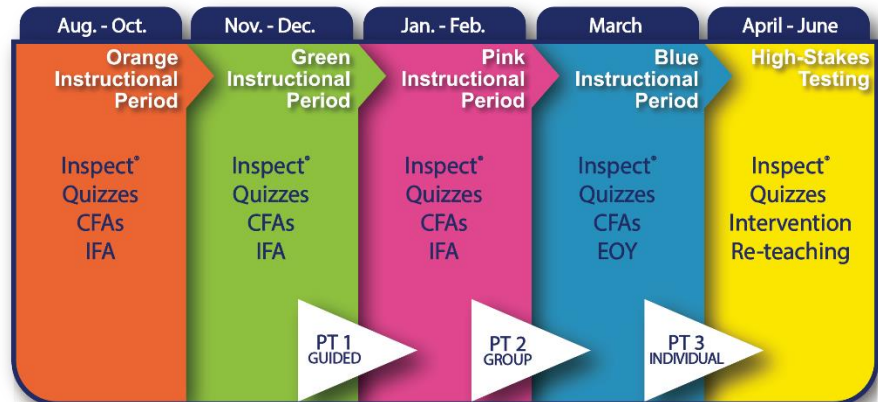 Aug. - Oct.
Nov. - Dec.
Jan. - Feb.
March
April - June
Orange
Instructional
Period
Green
Instructional
Period
Pink
Instructional
Period
Blue
Instructional
Period
High-Stakes
Testing
Inspect®
Quizzes
CFAs
IFA
Inspect®
Quizzes
CFAs
IFA
Inspect®
Quizzes
CFAs
IFA
Inspect®
Quizzes
CFAs
EOY
Inspect®
Quizzes
Intervention
Re-teaching
PT 1
GUIDED
PT 2
GROUP
PT 3
INDIVIDUAL